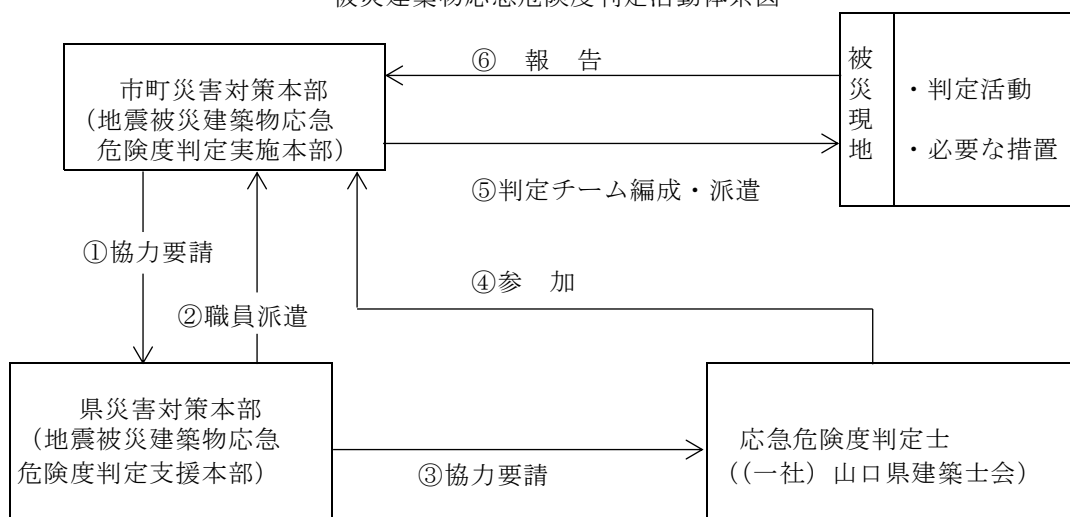 被災建築物応急危険度判定活動体系図
市町災害対策本部
（地震被災建築物応急
危険度判定実施本部）
⑥　報　告
被災現地
・判定活動
・必要な措置
⑤判定チーム編成・派遣
①協力要請
②職員派遣
④参　加
県災害対策本部
（地震被災建築物応急
危険度判定支援本部）
③協力要請
応急危険度判定士
（(一社）山口県建築士会）